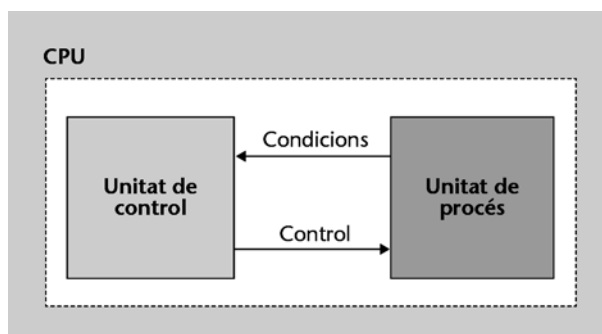 CPU
Condicions
Unitat de
control
Unitat de
procés
Control